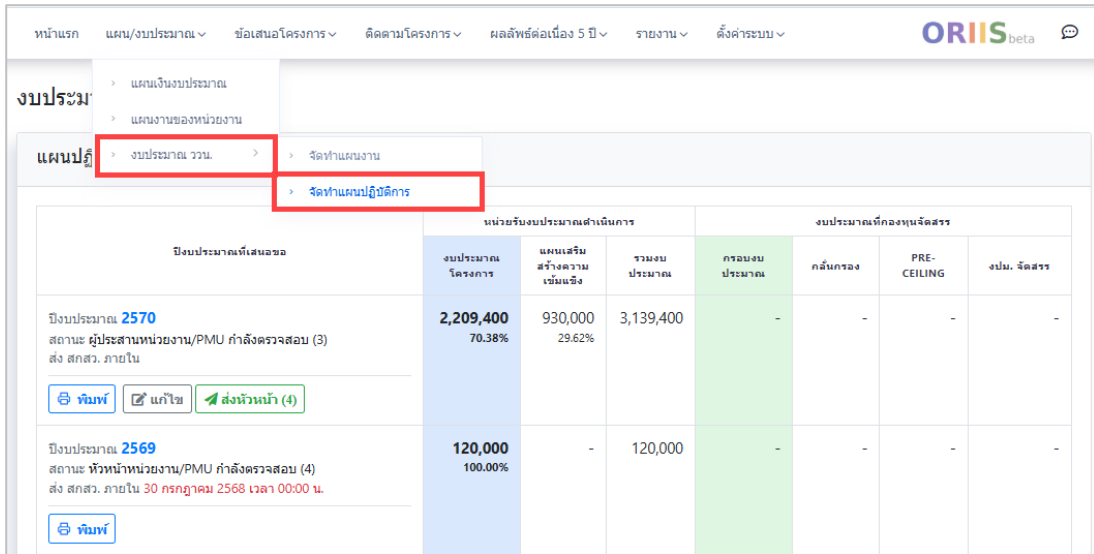 หน้าแรก แผน/งบประมาณ ข้อเสนอโครงการ ติดตามโครงการ ผลลัพธ์ต่อเนื่อง 5 ปี รายงาน ตั้งค่าระบบ ORIIS beta
แผนเงินงบประมาณ
งบประมา
แผนงานของหน่วยงาน
แผนปฏิ
งบประมาณ ววน. จัดทำแผนงาน
จัดทำแผนปฏิบัติการ
ปีงบประมาณที่เสนอขอ
หน่วยรับงบประมาณดำเนินการ งบประมาณที่กองทุนจัดสรร
งบประมาณ
โครงการ
แผนเสริม
สร้างความ
เข้มแข็ง
รวมงบ
ประมาณ
กรอบงบ
ประมาณ
กลั่นกรอง
PRE-
CEILING
งปม. จัดสรร
ปีงบประมาณ 2570 2,209,400 930,000 3,139,400 - - - -
สถานะ ผู้ประสานหน่วยงาน/PMU กำลังตรวจสอบ (3) 70.38% 29.62%
ส่ง สกสว. ภายใน
พิมพ์ แก้ไข ส่งหัวหน้า (4)
ปีงบประมาณ 2569 120,000 - 120,000 - - - -
สถานะ หัวหน้าหน่วยงาน/PMU กำลังตรวจสอบ (4) 100.00%
ส่ง สกสว. ภายใน 30 กรกฎาคม 2568 เวลา 00:00 น.
พิมพ์